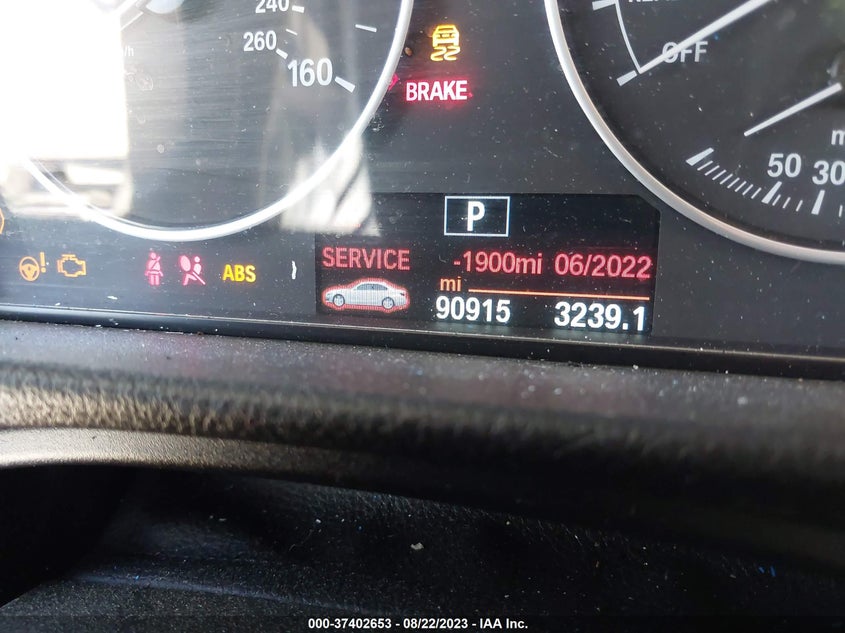 240
260
160
BRAKE
OFF
50 30
P
SERVICE -1900mi 06/2022
ABS
mi
90915 3239.1
000-37402653 - 08/22/2023 - IAA Inc.